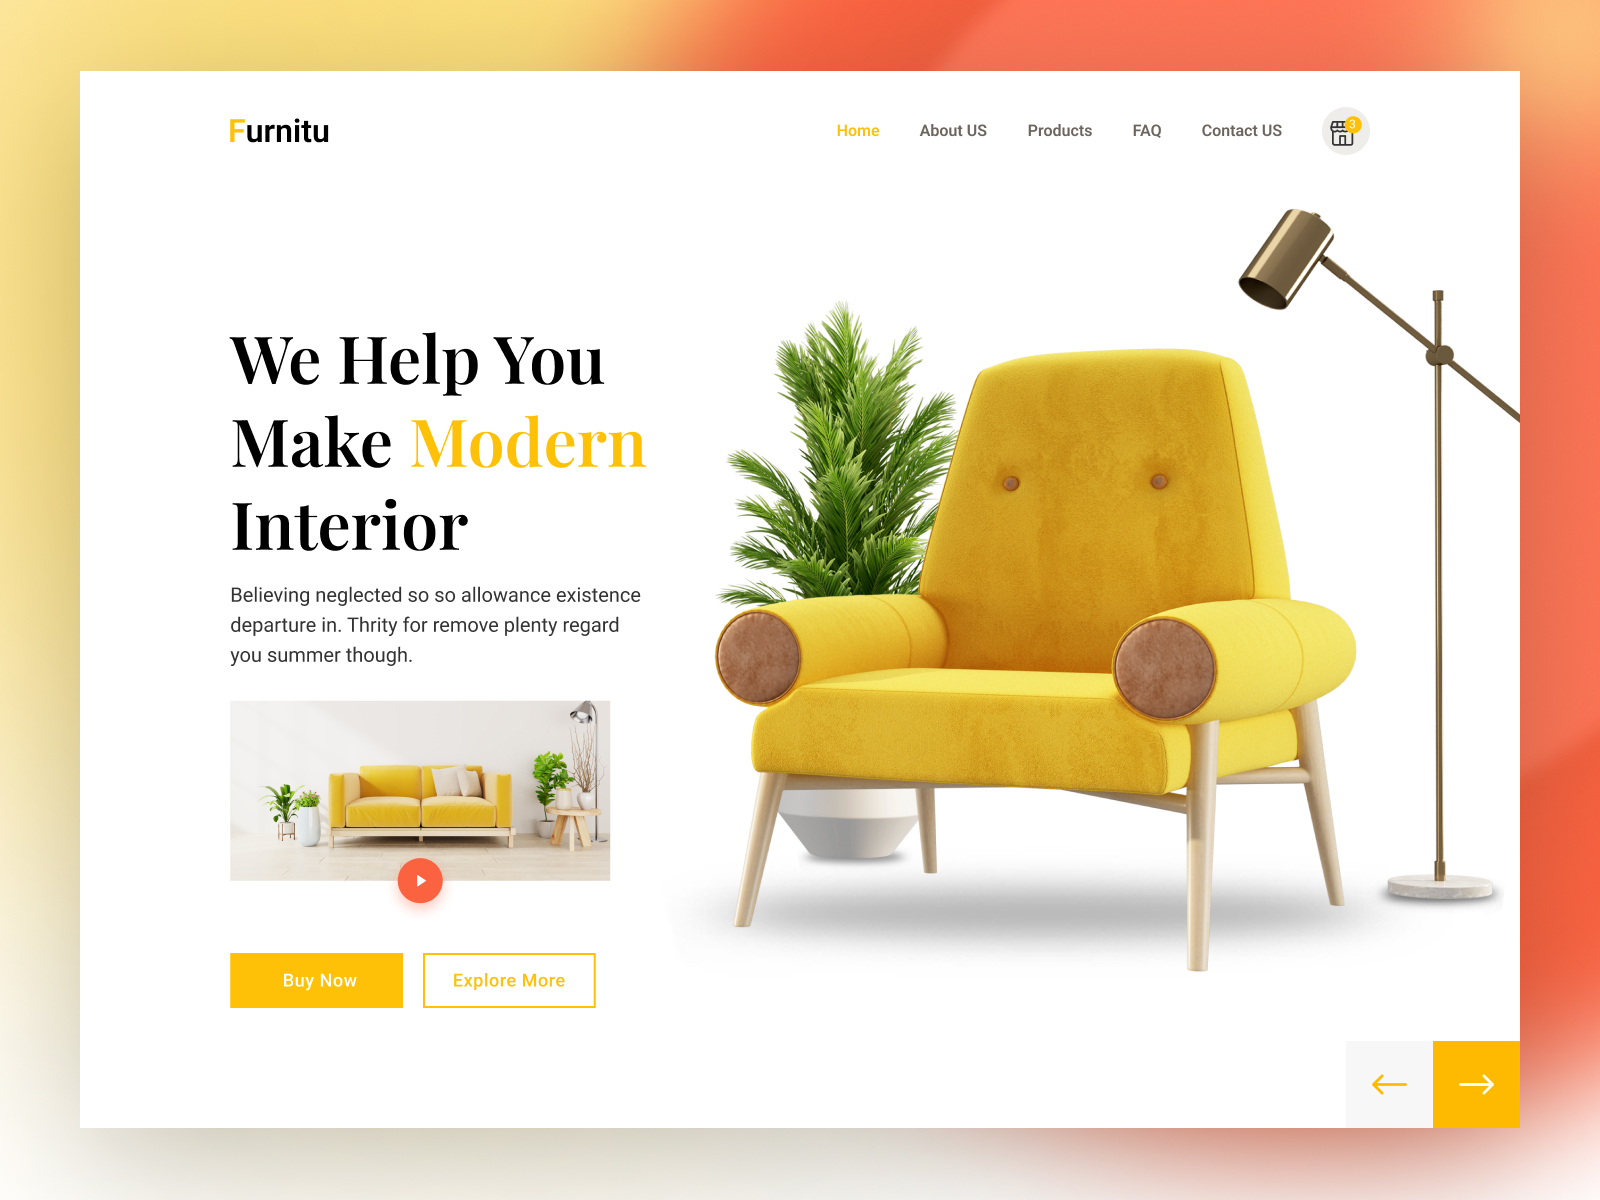 Furnitu
Home About US Products FAQ Contact US 3
We Help You
Make Modern
Interior
Believing neglected so so allowance existence
departure in. Thrity for remove plenty regard
you summer though.
Buy Now Explore More